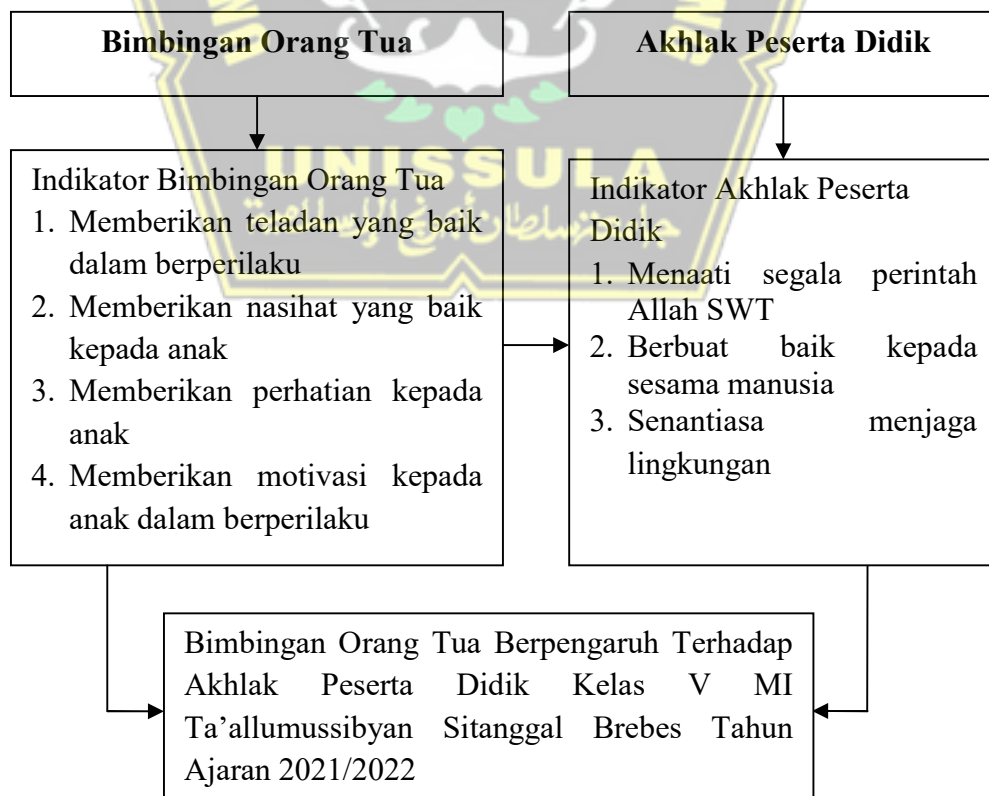 Bimbingan Orang Tua
Akhlak Peserta Didik
Indikator Bimbingan Orang Tua
1. Memberikan teladan yang baik
dalam berperilaku
2. Memberikan nasihat yang baik
kepada anak
3. Memberikan perhatian kepada
anak
4. Memberikan motivasi kepada
anak dalam berperilaku
Indikator Akhlak Peserta
Didik
1. Menaati segala perintah
Allah SWT
2. Berbuat baik kepada
sesama manusia
3. Senantiasa menjaga
lingkungan
Bimbingan Orang Tua Berpengaruh Terhadap
Akhlak Peserta Didik Kelas V MI
Ta’allumussibyan Sitanggal Brebes Tahun
Ajaran 2021/2022
UNISSULA